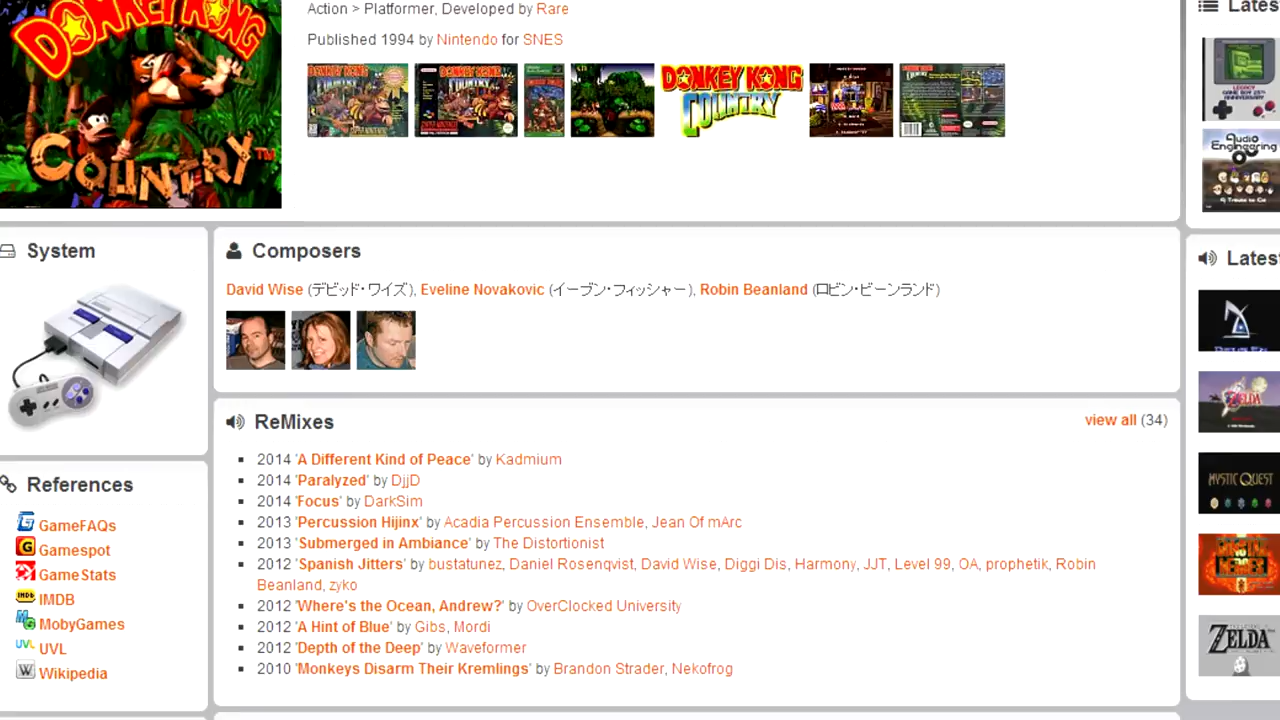 DONKEY KONG
COUNTRY™
Action > Platformer, Developed by Rare
Published 1994 by Nintendo for SNES
DONKEY KONG
COUNTRY
System
Composers
David Wise (デビッド・ワイズ), Eveline Novakovic (イーブン・フィッシャー), Robin Beanland (ロビン・ビーンランド)
ReMixes
view all (34)
2014 'A Different Kind of Peace' by Kadmium
2014 'Paralyzed' by DjjD
2014 'Focus' by DarkSim
2013 'Percussion Hijinx' by Acadia Percussion Ensemble, Jean Of mArc
2013 'Submerged in Ambiance' by The Distortionist
2012 'Spanish Jitters' by bustatunez, Daniel Rosenqvist, David Wise, Diggi Dis, Harmony, JJT, Level 99, OA, prophetik, Robin
Beanland, zyko
2012 'Where's the Ocean, Andrew?' by OverClocked University
2012 'A Hint of Blue' by Gibs, Mordi
2012 'Depth of the Deep' by Waveformer
2010 'Monkeys Disarm Their Kremlings' by Brandon Strader, Nekofrog
References
GameFAQs
Gamespot
GameStats
IMDB
MobyGames
UVL
Wikipedia
Latest
Audio
Engineering
A Tribute to
Latest
ZELDA
MYSTIC QUEST
ZELDA